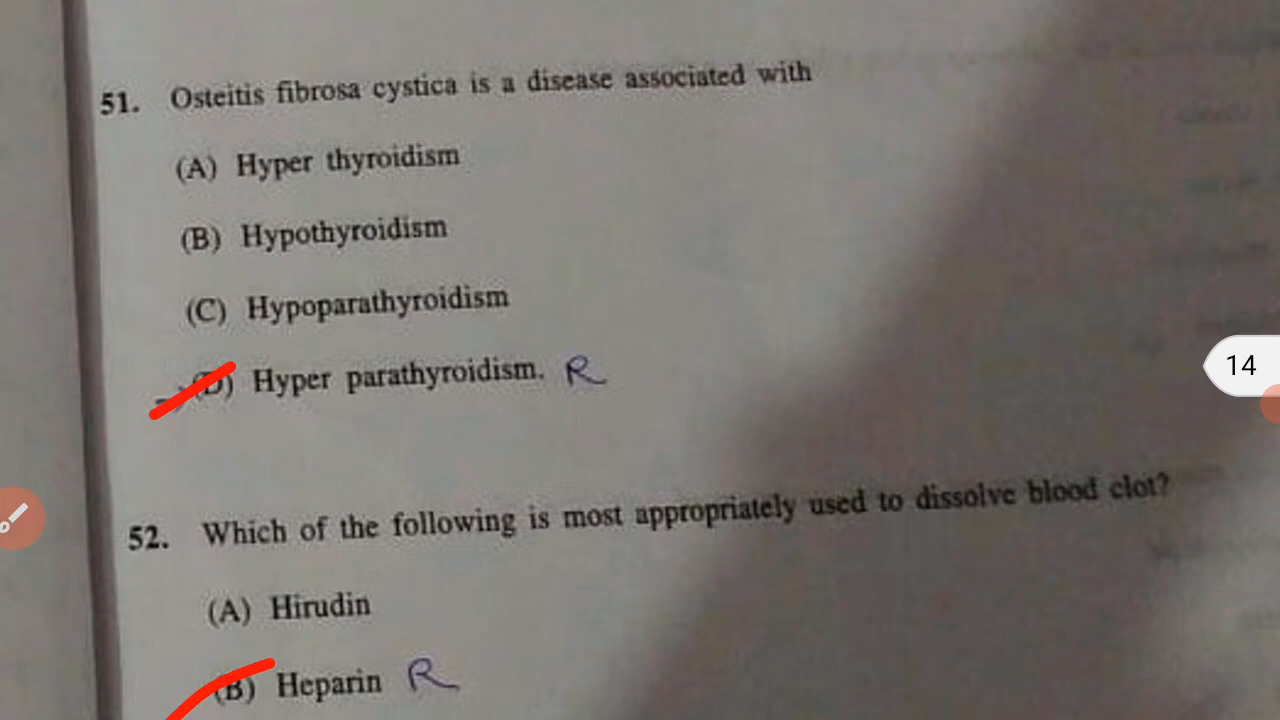 51. Osteitis fibrosa cystica is a disease associated with
(A) Hyper thyroidism
(B) Hypothyroidism
(C) Hypoparathyroidism
(D) Hyper parathyroidism. R
14
52. Which of the following is most appropriately used to dissolve blood clot?
(A) Hirudin
(B) Heparin R